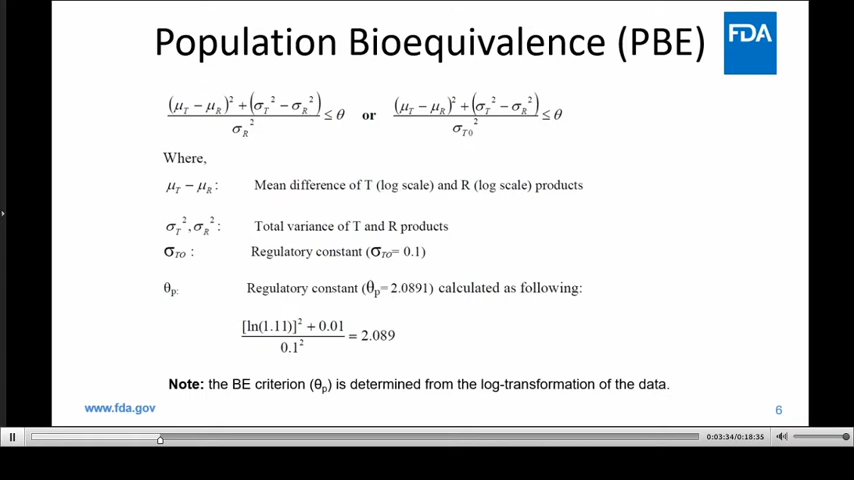 Population Bioequivalence (PBE)
FDA
(μT − μR)² + (σT² − σR²) / σR² ≤ θ or (μT − μR)² + (σT² − σR²) / σT0² ≤ θ
Where,
μT − μR: Mean difference of T (log scale) and R (log scale) products
σT², σR²: Total variance of T and R products
σTO : Regulatory constant (σTO= 0.1)
θp: Regulatory constant (θp= 2.0891) calculated as following:
[ln(1.11)]² + 0.01 / 0.1² = 2.089
Note: the BE criterion (θp) is determined from the log-transformation of the data.
www.fda.gov 6
0:03:34/0:18:35